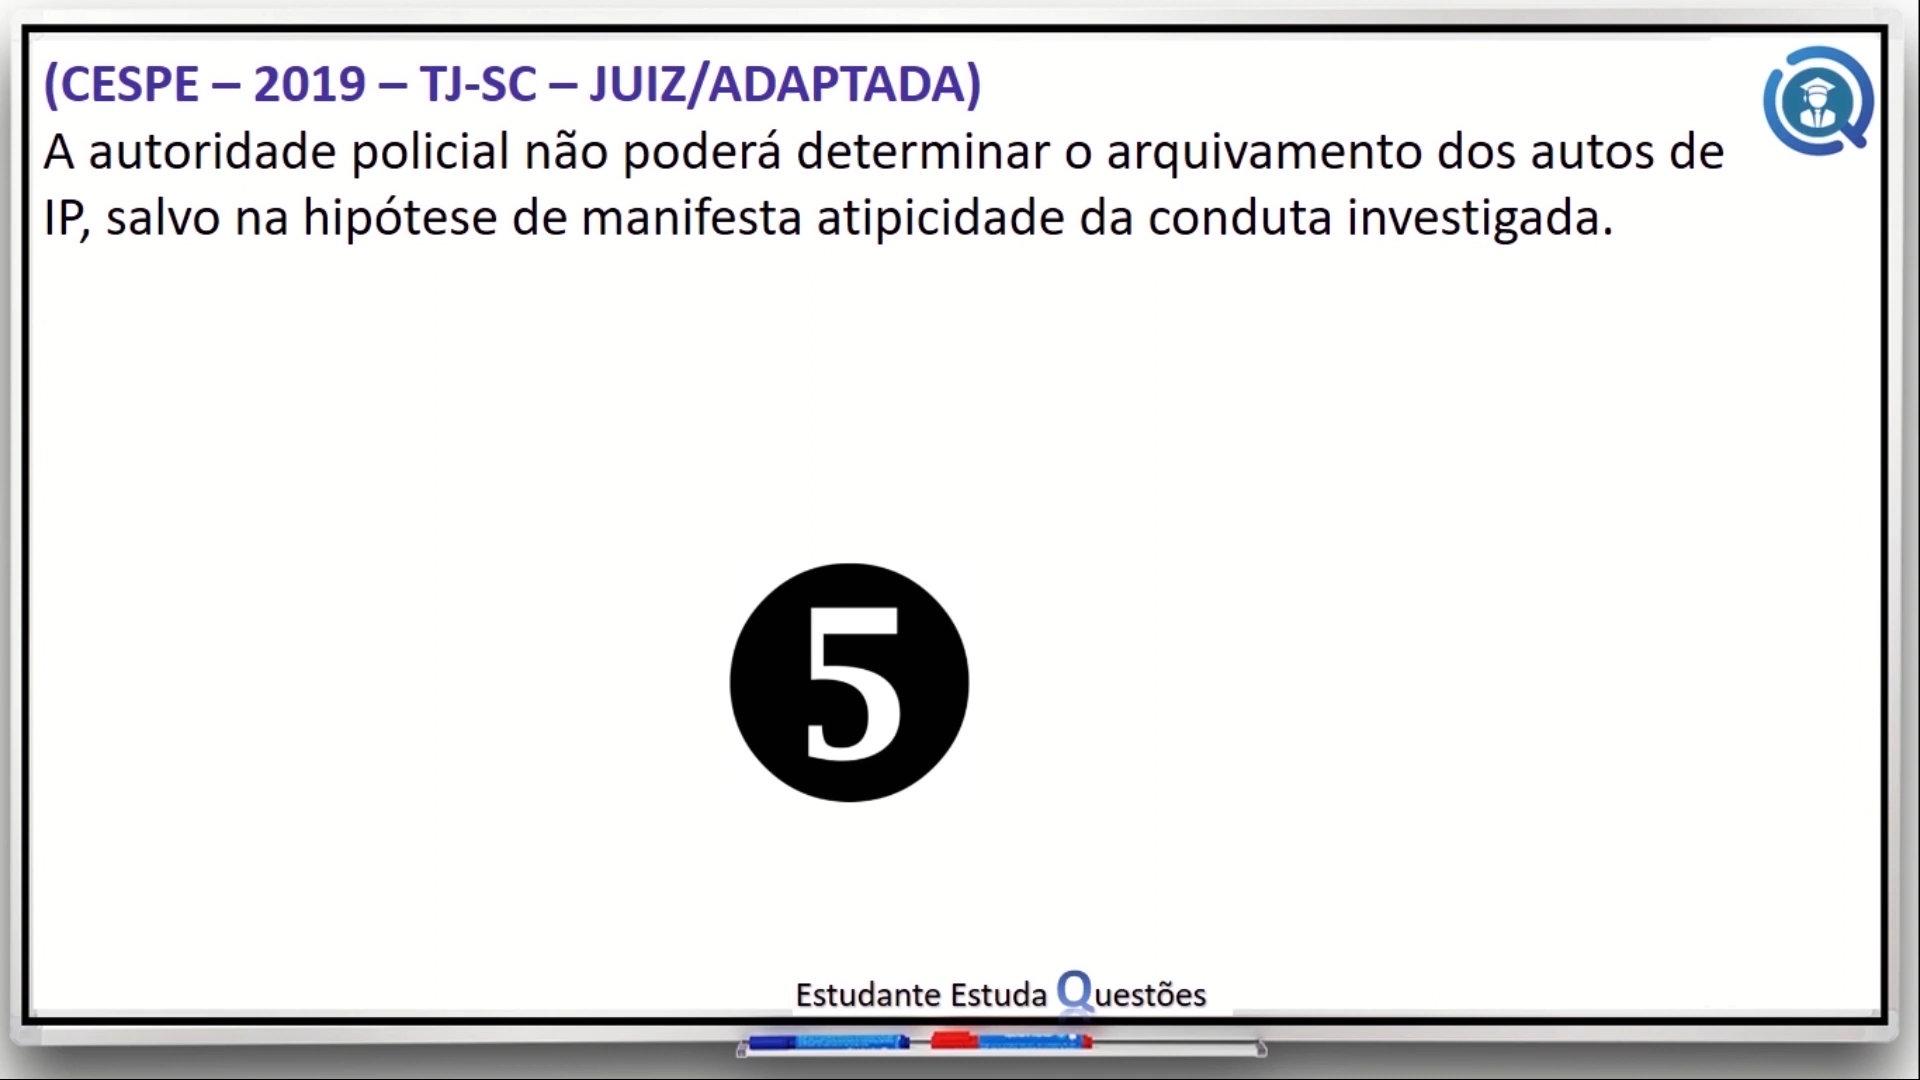 (CESPE – 2019 – TJ-SC – JUIZ/ADAPTADA)
A autoridade policial não poderá determinar o arquivamento dos autos de
IP, salvo na hipótese de manifesta atipicidade da conduta investigada.
5
Estudante Estuda Questões